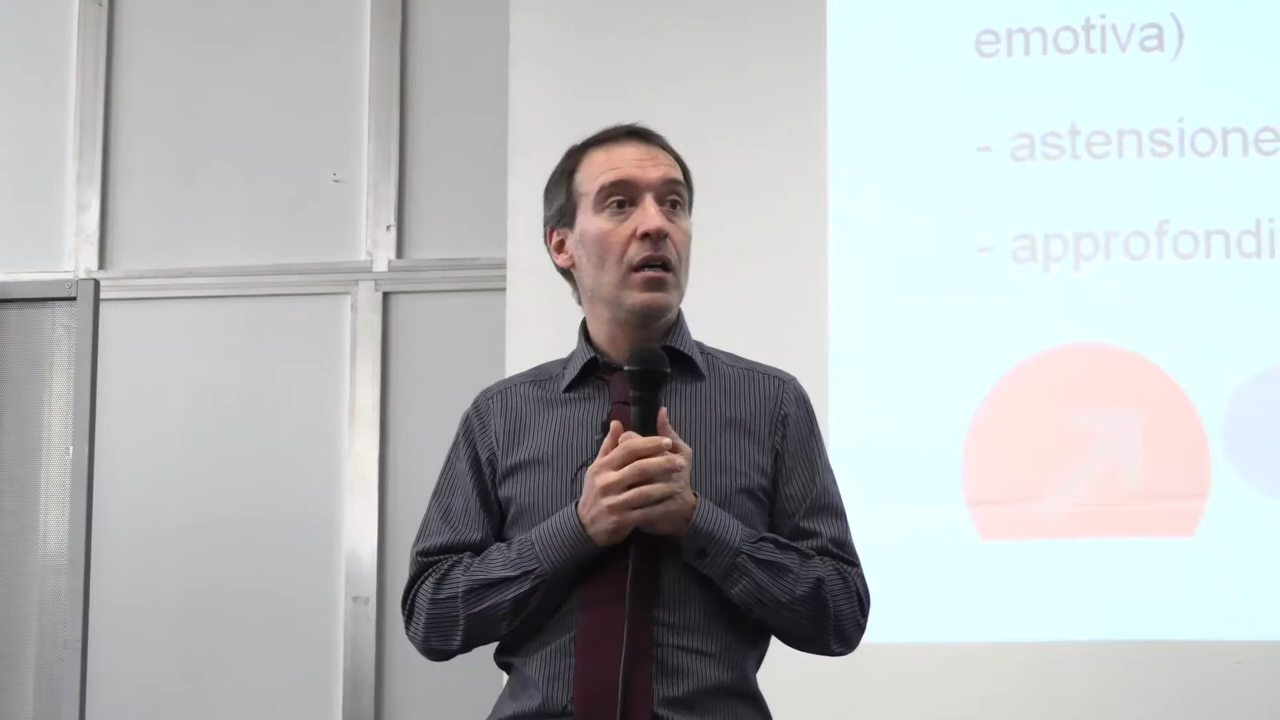 emotiva)
- astensione
- approfondi